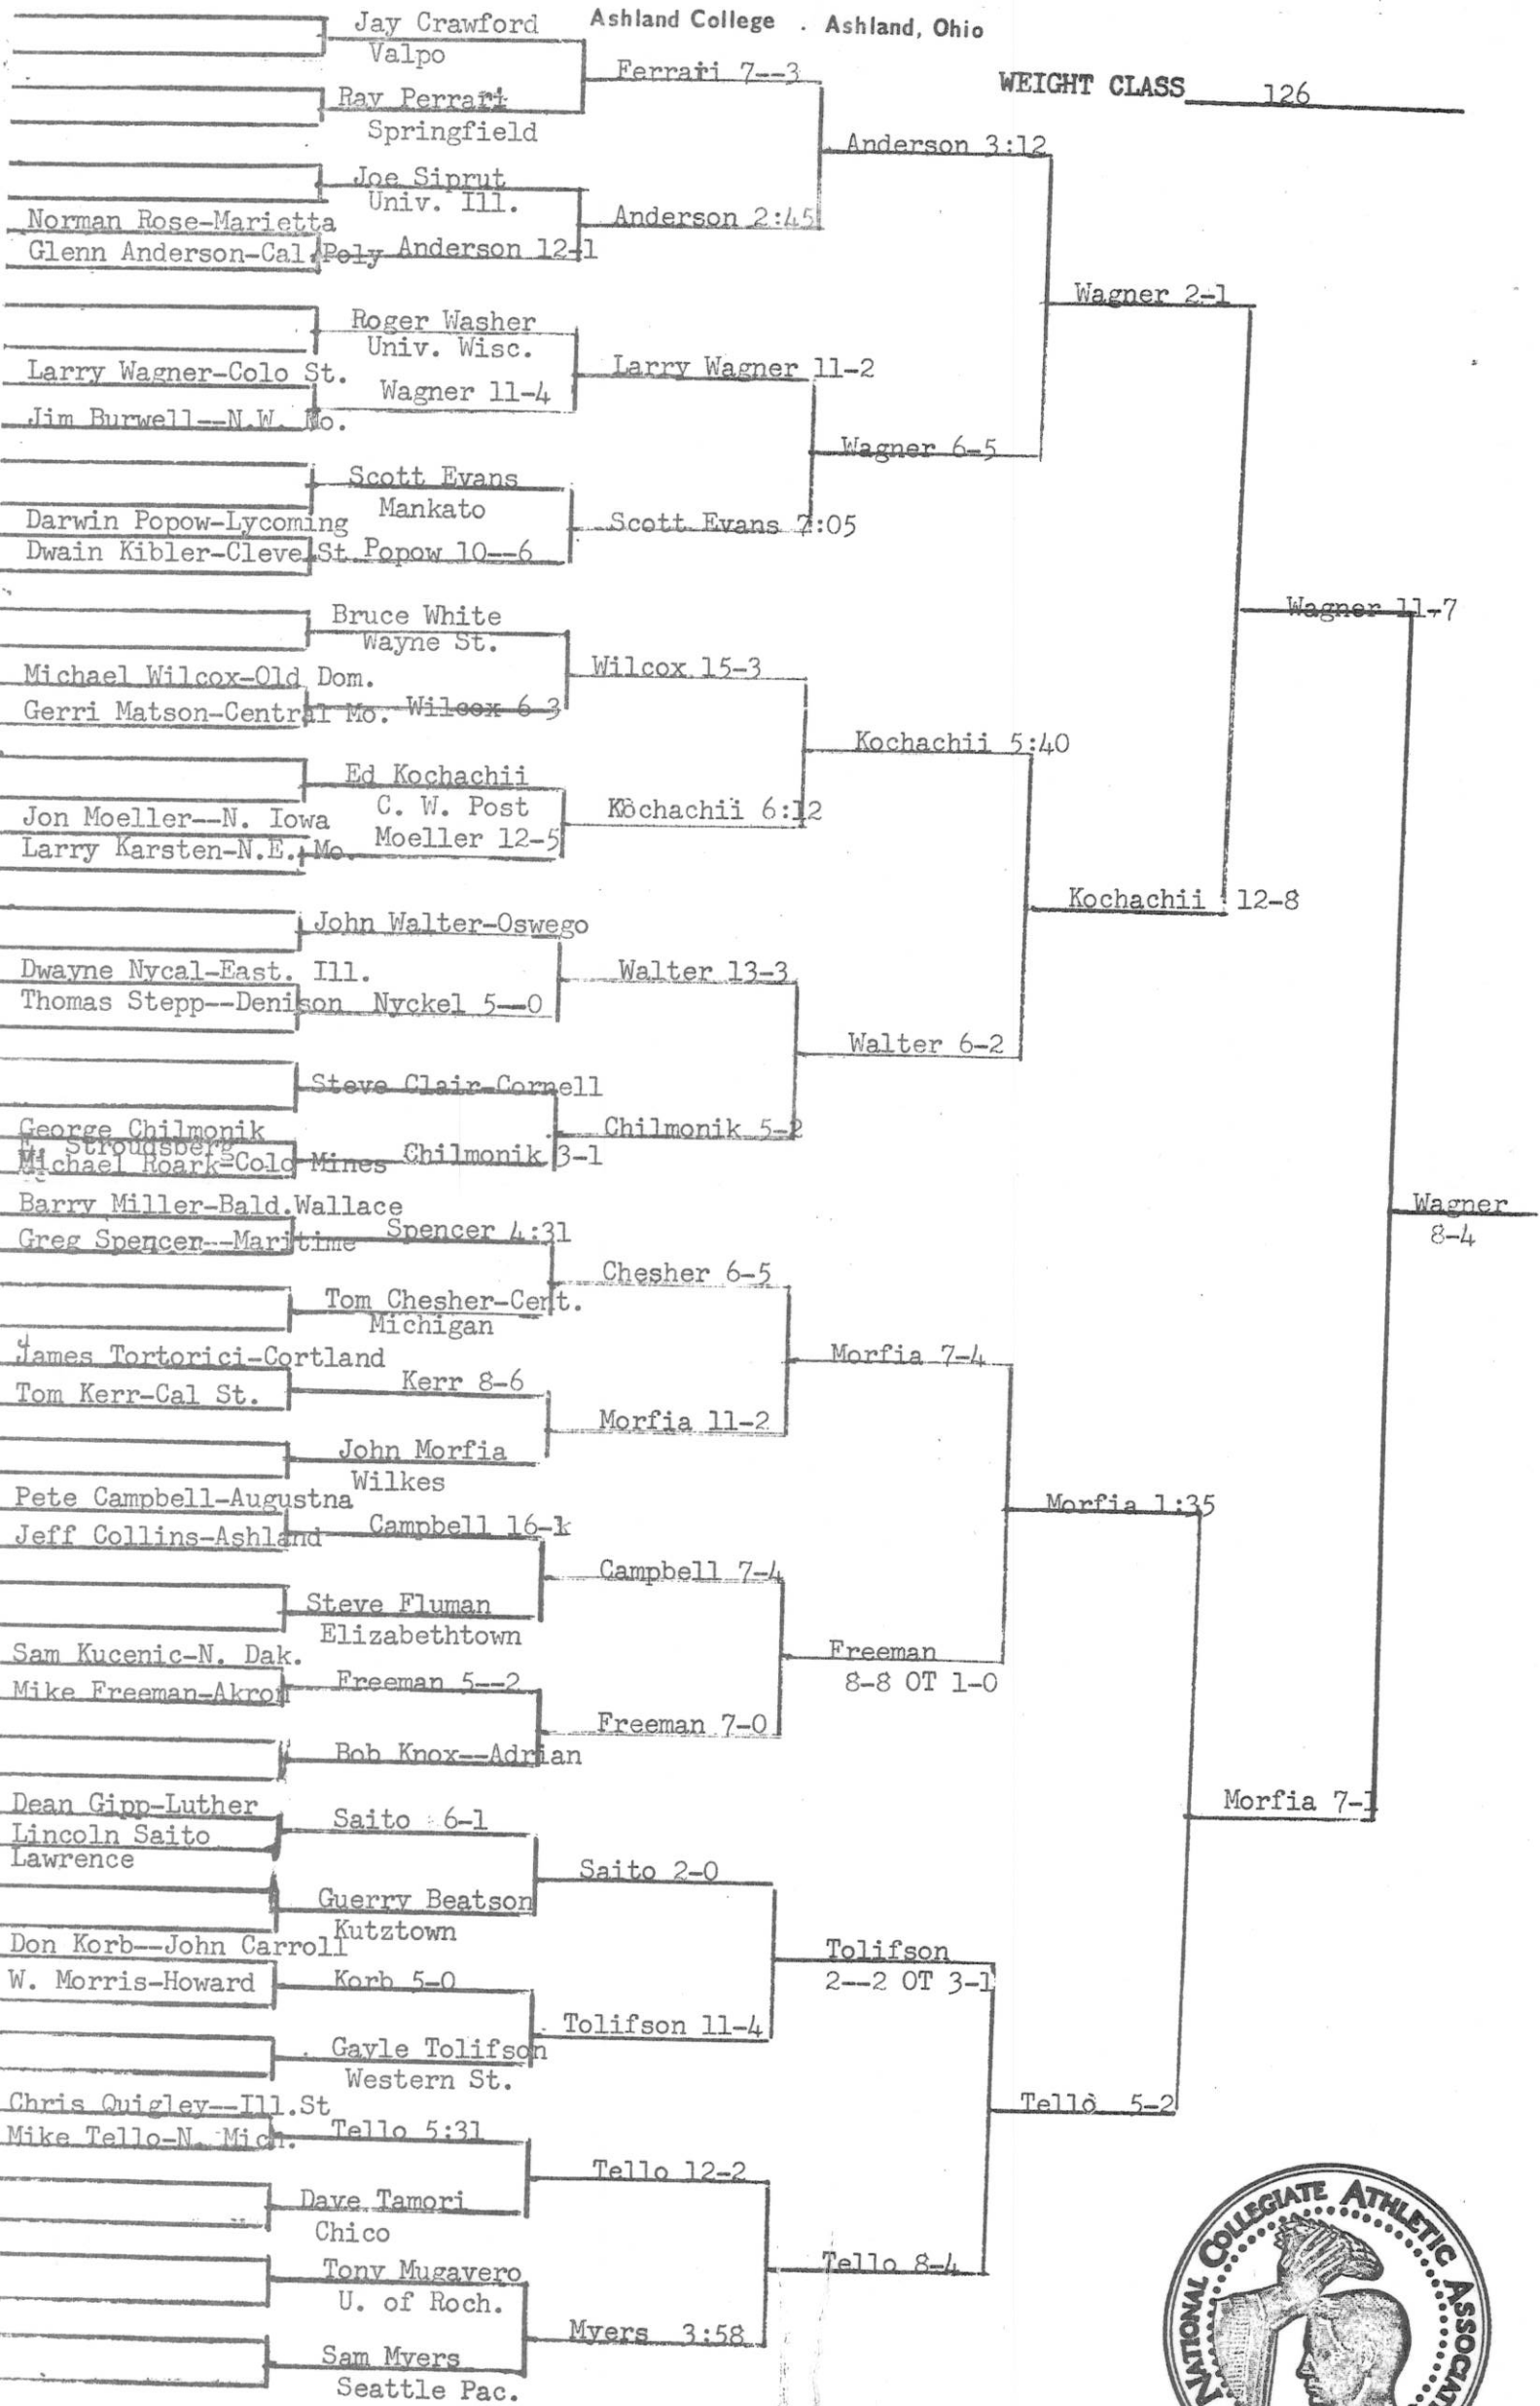 Ashland College . Ashland, Ohio
WEIGHT CLASS 126
Jay Crawford
Valpo
Ferrari 7--3
Ray Perrari
Springfield
Anderson 3:12
Joe Siprut
Univ. Ill.
Norman Rose-Marietta
Anderson 2:45
Glenn Anderson-Cal Poly Anderson 12-1
Wagner 2-1
Roger Washer
Univ. Wisc.
Larry Wagner-Colo St.
Larry Wagner 11-2
Wagner 11-4
Jim Burwell--N.W. Mo.
Wagner 6-5
Scott Evans
Mankato
Darwin Popow-Lycoming
Scott Evans 7:05
Dwain Kibler-Cleve St. Popow 10--6
Wagner 11-7
Bruce White
Wayne St.
Michael Wilcox-Old Dom.
Wilcox 15-3
Gerri Matson-Central Mo. Wilcox 6 3
Kochachii 5:40
Ed Kochachii
C. W. Post
Kochachii 6:12
Jon Moeller--N. Iowa
Moeller 12-5
Larry Karsten-N.E. Mo.
Kochachii 12-8
John Walter-Oswego
Dwayne Nycal-East. Ill.
Walter 13-3
Thomas Stepp--Denison Nyckel 5--0
Walter 6-2
Steve Clair-Cornell
George Chilmonik
Stroudsberg
Chilmonik 5-2
Michael Roark-Colo Mines Chilmonik 3-1
Barry Miller-Bald.Wallace
Wagner
8-4
Spencer 4:31
Greg Spencer--Maritime
Chesher 6-5
Tom Chesher-Cent.
Michigan
James Tortorici-Cortland
Morfia 7-4
Kerr 8-6
Tom Kerr-Cal St.
Morfia 11-2
John Morfia
Wilkes
Pete Campbell-Augustna
Morfia 1:35
Campbell 16-k
Jeff Collins-Ashland
Campbell 7-4
Steve Fluman
Elizabethtown
Sam Kucenic-N. Dak.
Freeman
8-8 OT 1-0
Freeman 5--2
Mike Freeman-Akron
Freeman 7-0
Bob Knox--Adrian
Dean Gipp-Luther
Morfia 7-1
Saito 6-1
Lincoln Saito
Lawrence
Saito 2-0
Guerry Beatson
Kutztown
Don Korb--John Carroll
Tolifson
2--2 OT 3-1
W. Morris-Howard
Korb 5-0
Tolifson 11-4
Gayle Tolifson
Western St.
Chris Quigley--Ill.St
Tello 5-2
Mike Tello-N. Mich.
Tello 5:31
Tello 12-2
Dave Tamori
Chico
Tony Mugavero
U. of Roch.
Tello 8-4
Myers 3:58
Sam Myers
Seattle Pac.
NATIONAL COLLEGIATE ATHLETIC